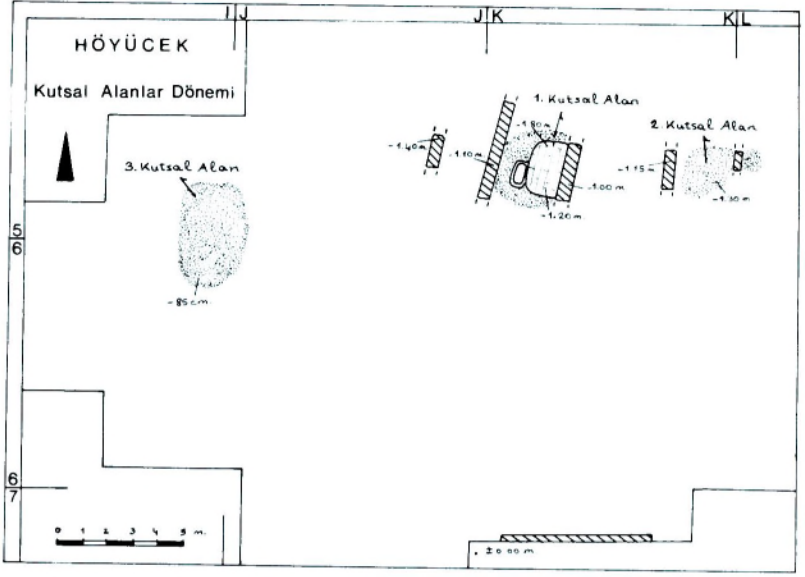 I J
J K
K L
HÖYÜCEK
Kutsal Alanlar Dönemi
1. Kutsal Alan
2. Kutsal Alan
3. Kutsal Alan
-1.80 m
-1.40 m
-1.10 m
-1.00 m
-1.20 m
-1.15 m
-1.30 m
-85 cm.
5
6
6
7
0 1 2 3 4 5 m.
±0.00 m